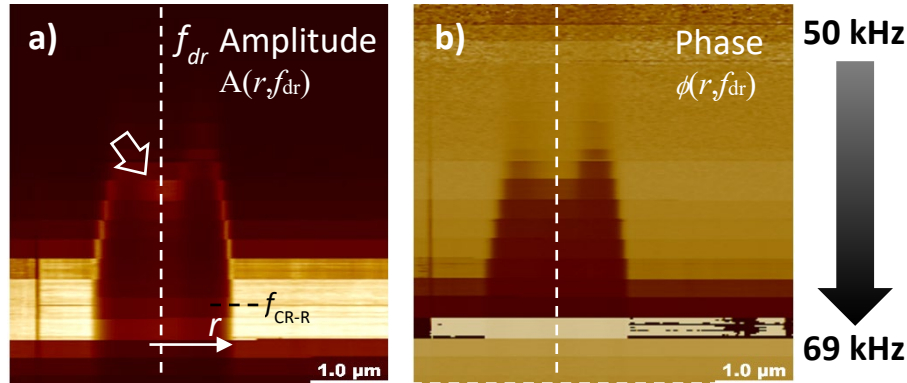 a)
f_dr Amplitude
A(r,f_dr)
f_CR-R
r
1.0 µm
b)
Phase
ϕ(r,f_dr)
1.0 µm
50 kHz
69 kHz